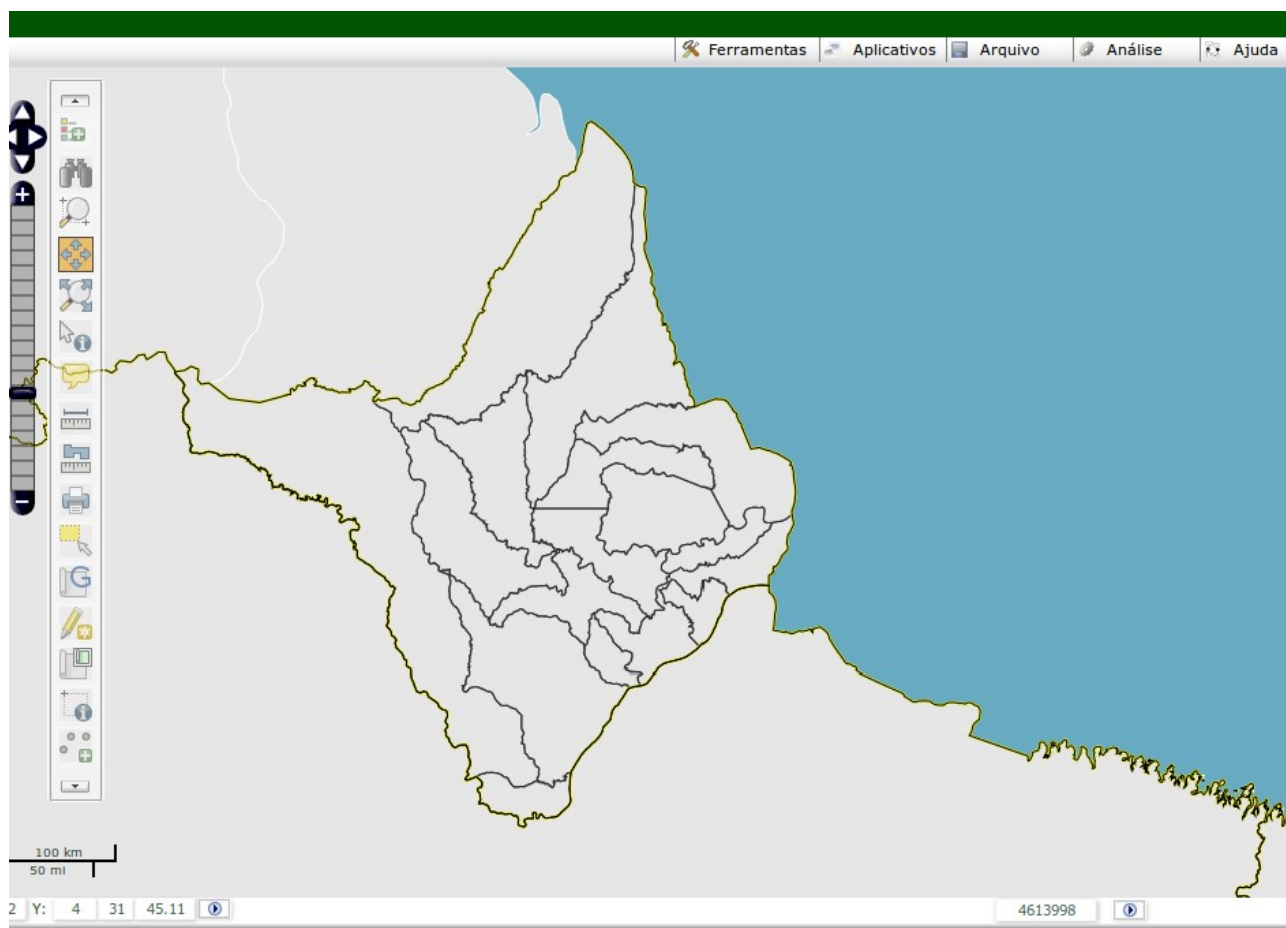 Ferramentas Aplicativos Arquivo Análise Ajuda
G
100 km
50 mi
2 Y: 4 31 45.11 4613998